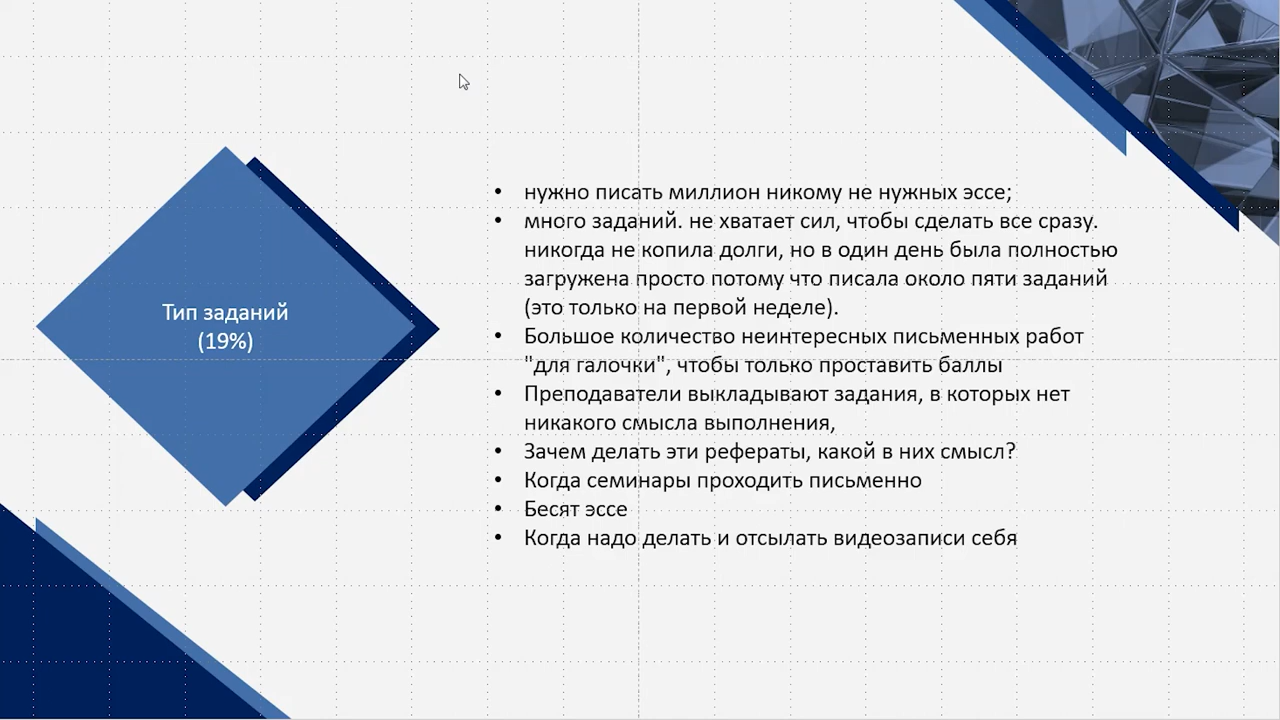 Тип заданий
(19%)
• нужно писать миллион никому не нужных эссе;
• много заданий. не хватает сил, чтобы сделать все сразу.
никогда не копила долги, но в один день была полностью
загружена просто потому что писала около пяти заданий
(это только на первой неделе).
• Большое количество неинтересных письменных работ
"для галочки", чтобы только проставить баллы
• Преподаватели выкладывают задания, в которых нет
никакого смысла выполнения,
• Зачем делать эти рефераты, какой в них смысл?
• Когда семинары проходить письменно
• Бесят эссе
• Когда надо делать и отсылать видеозаписи себя